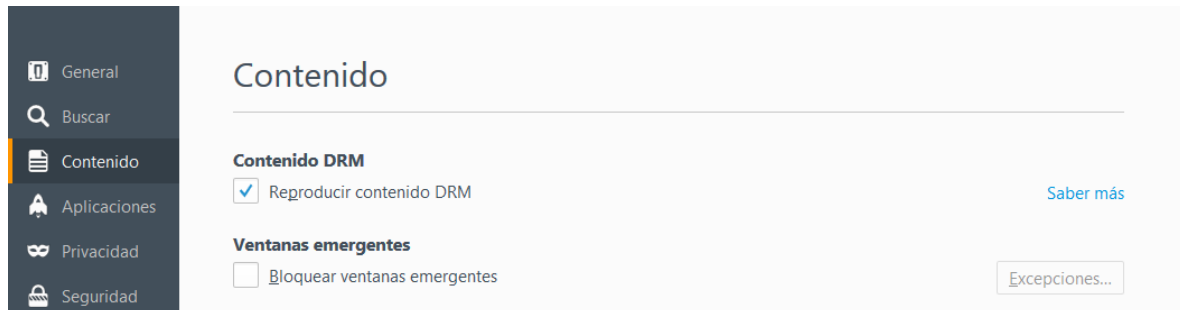 General
Buscar
Contenido
Aplicaciones
Privacidad
Seguridad
Contenido
Contenido DRM
Reproducir contenido DRM
Saber más
Ventanas emergentes
Bloquear ventanas emergentes
Excepciones...